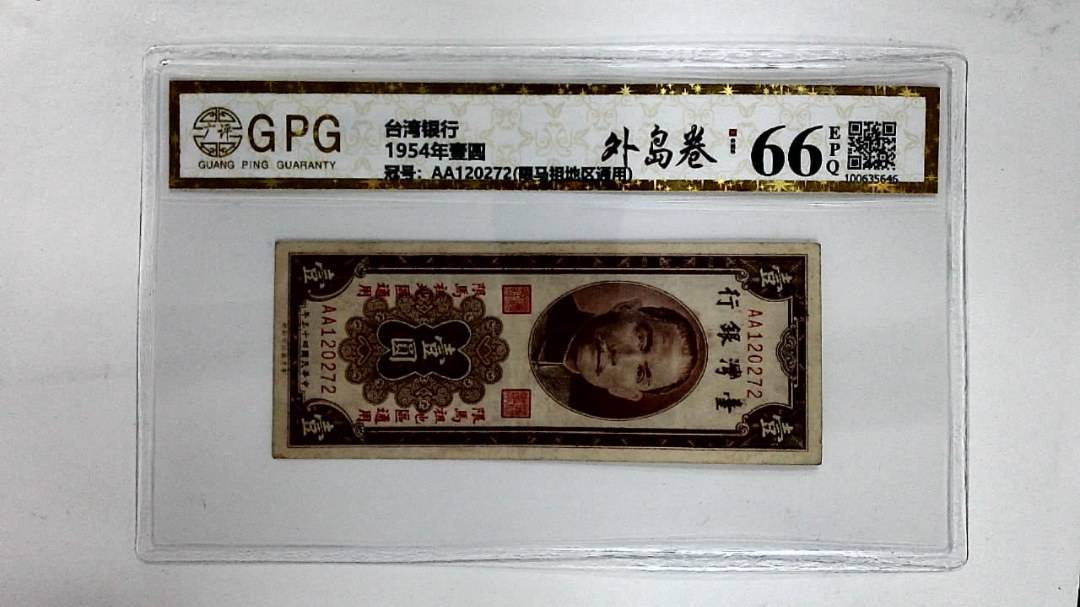 GPG
GUANG PING GUARANTY
台湾银行
1954年壹圆
冠号：AA120272(限马祖地区通用)
外岛卷
66
EPQ
100635646
臺灣銀行
AA120272
壹
壹
壹
壹
壹圓
限馬祖地區通用
限馬祖地區通用
AA120272